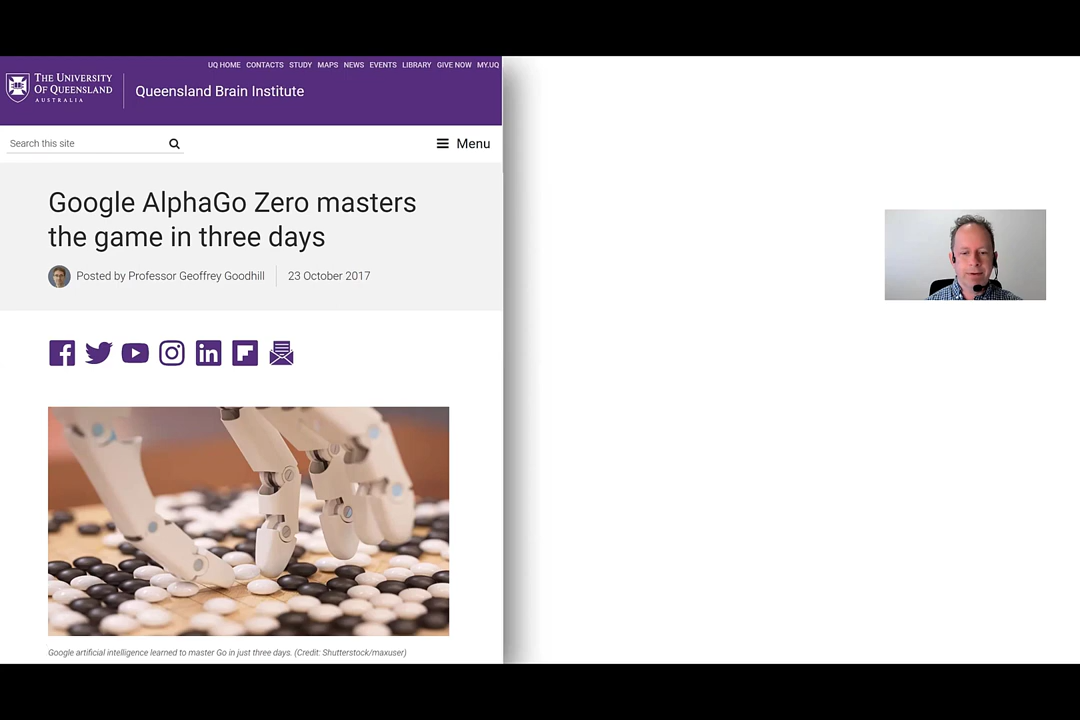 UQ HOME CONTACTS STUDY MAPS NEWS EVENTS LIBRARY GIVE NOW MY.UQ
THE UNIVERSITY
OF QUEENSLAND
AUSTRALIA
Queensland Brain Institute
Search this site
Menu
Google AlphaGo Zero masters
the game in three days
Posted by Professor Geoffrey Goodhill
23 October 2017
Google artificial intelligence learned to master Go in just three days. (Credit: Shutterstock/maxuser)